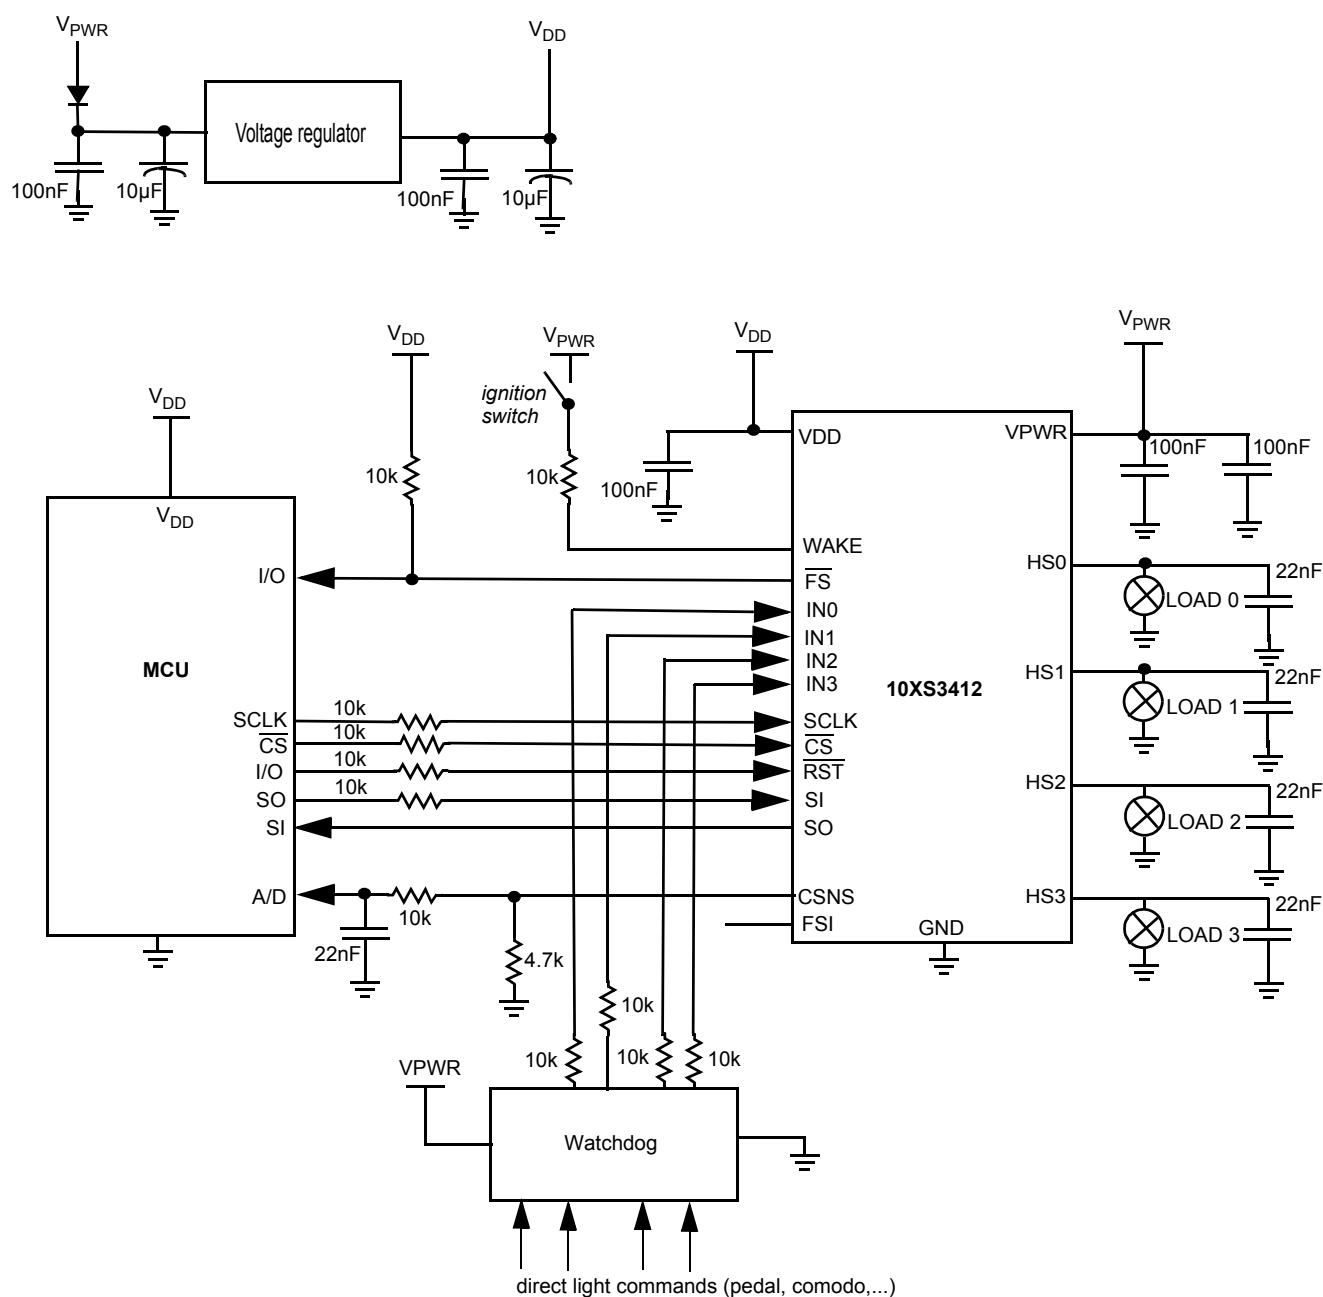 VPWR
VDD
Voltage regulator
100nF
10µF
100nF
10µF
VDD
VPWR
VDD
VPWR
ignition
switch
VDD
10k
10k
100nF
100nF
100nF
VDD
VDD
VPWR
WAKE
I/O
FS
HS0
22nF
LOAD 0
IN0
IN1
IN2
IN3
MCU
10XS3412
HS1
22nF
LOAD 1
SCLK
10k
SCLK
CS
10k
CS
I/O
10k
RST
SO
10k
SI
SI
SO
HS2
22nF
LOAD 2
A/D
10k
CSNS
HS3
22nF
FSI
GND
LOAD 3
22nF
4.7k
10k
10k
10k
10k
VPWR
Watchdog
direct light commands (pedal, comodo,...)